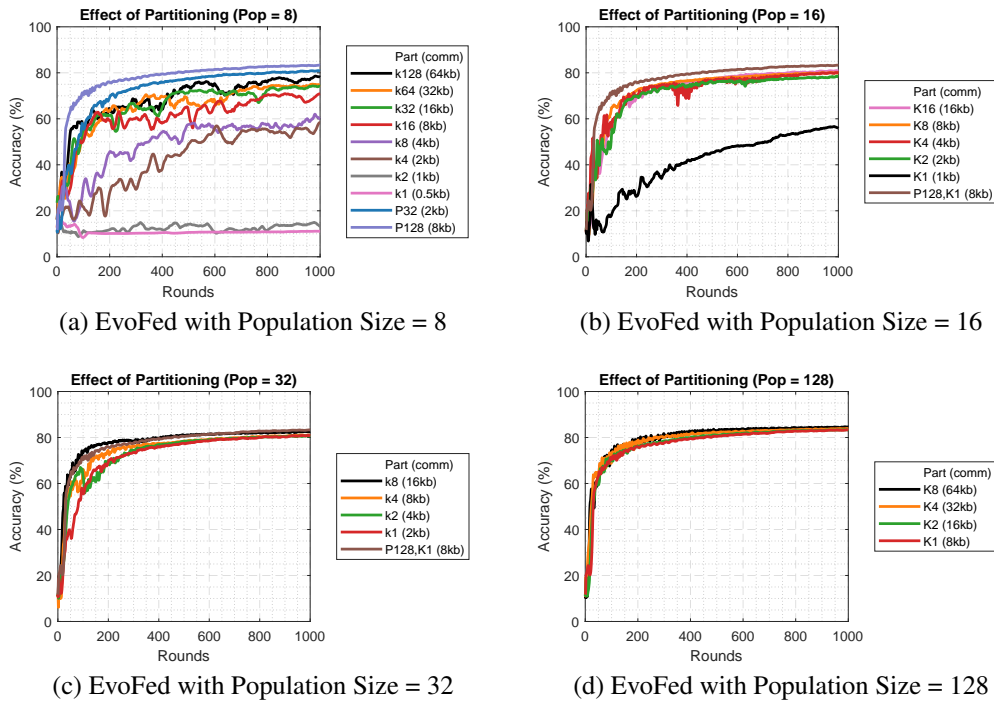 Effect of Partitioning (Pop = 8)
100
80
60
40
20
0
0 200 400 600 800 1000
Accuracy (%)
Rounds
Part (comm)
k128 (64kb)
k64 (32kb)
k32 (16kb)
k16 (8kb)
k8 (4kb)
k4 (2kb)
k2 (1kb)
k1 (0.5kb)
P32 (2kb)
P128 (8kb)
(a) EvoFed with Population Size = 8
Effect of Partitioning (Pop = 16)
100
80
60
40
20
0
0 200 400 600 800 1000
Accuracy (%)
Rounds
Part (comm)
K16 (16kb)
K8 (8kb)
K4 (4kb)
K2 (2kb)
K1 (1kb)
P128,K1 (8kb)
(b) EvoFed with Population Size = 16
Effect of Partitioning (Pop = 32)
100
80
60
40
20
0
0 200 400 600 800 1000
Accuracy (%)
Rounds
Part (comm)
k8 (16kb)
k4 (8kb)
k2 (4kb)
k1 (2kb)
P128,K1 (8kb)
(c) EvoFed with Population Size = 32
Effect of Partitioning (Pop = 128)
100
80
60
40
20
0
0 200 400 600 800 1000
Accuracy (%)
Rounds
Part (comm)
K8 (64kb)
K4 (32kb)
K2 (16kb)
K1 (8kb)
(d) EvoFed with Population Size = 128